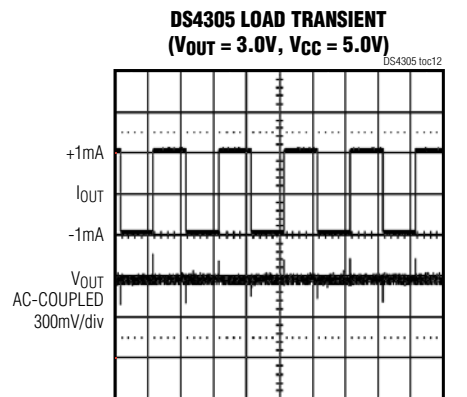 DS4305 LOAD TRANSIENT
(VOUT = 3.0V, VCC = 5.0V)
DS4305 toc12
+1mA
IOUT
-1mA
VOUT
AC-COUPLED
300mV/div